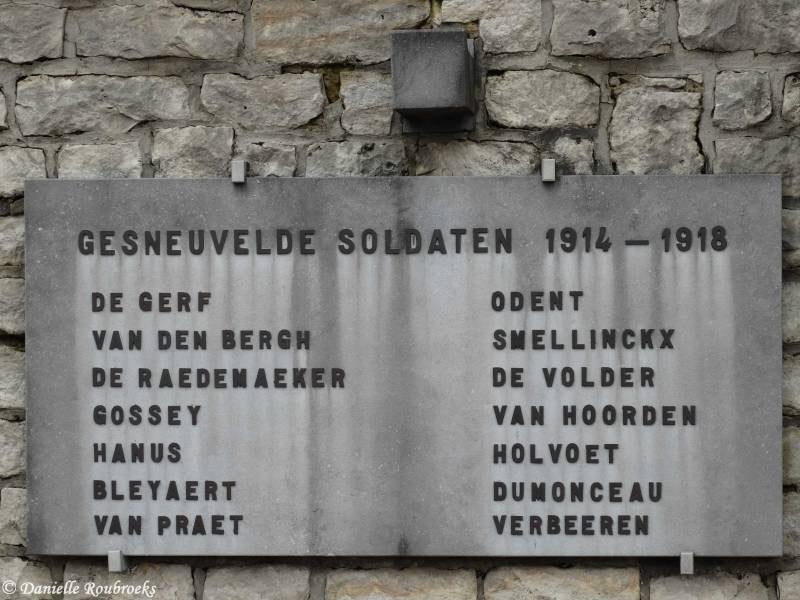 GESNEUVELDE SOLDATEN 1914 – 1918
DE GERF
VAN DEN BERGH
DE RAEDEMAEKER
GOSSEY
HANUS
BLEYAERT
VAN PRAET
ODENT
SMELLINCKX
DE VOLDER
VAN HOORDEN
HOLVOET
DUMONCEAU
VERBEEREN
© Danielle Roubroeks